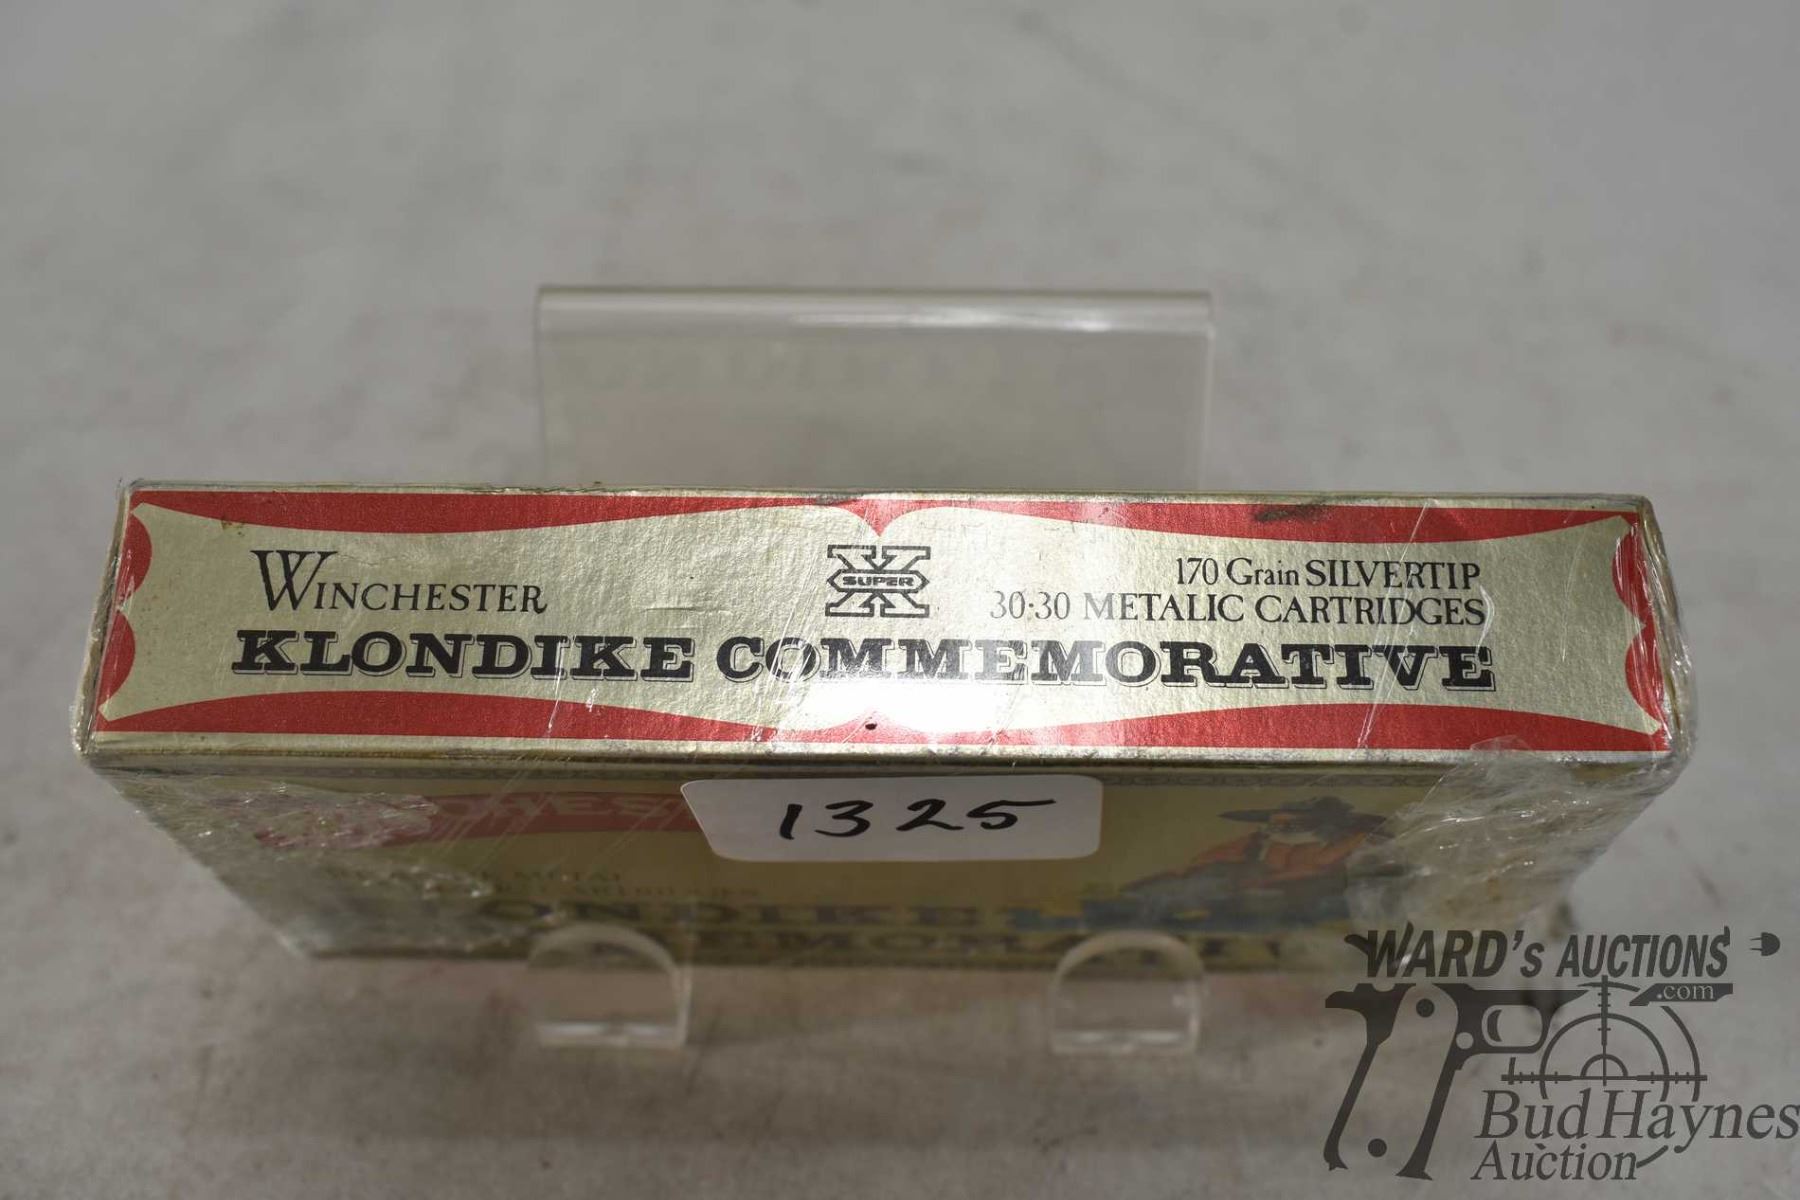 WINCHESTER
SUPER X
170 Grain SILVERTIP
30·30 METALIC CARTRIDGES
KLONDIKE COMMEMORATIVE
1325
WARD's AUCTIONS
.com
Bud Haynes
Auction